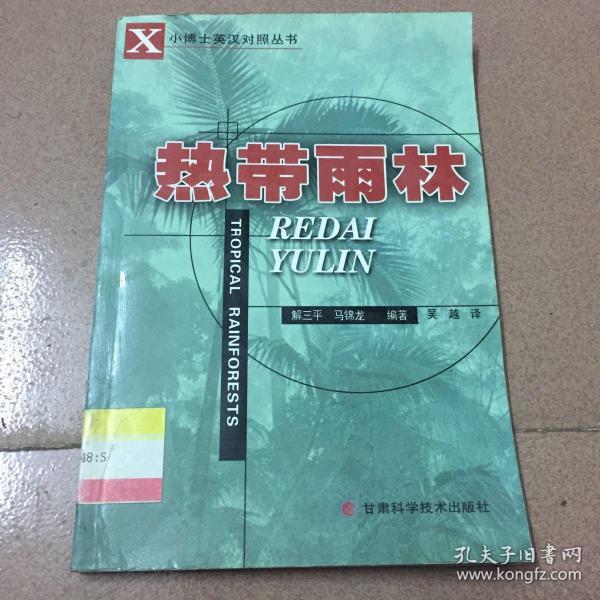 X 小博士英汉对照丛书
热带雨林
REDAI
YULIN
TROPICAL RAINFORESTS
解三平 马锦龙 编著 吴越 译
48:S
甘肃科学技术出版社
孔夫子旧书网
www.kongfz.com